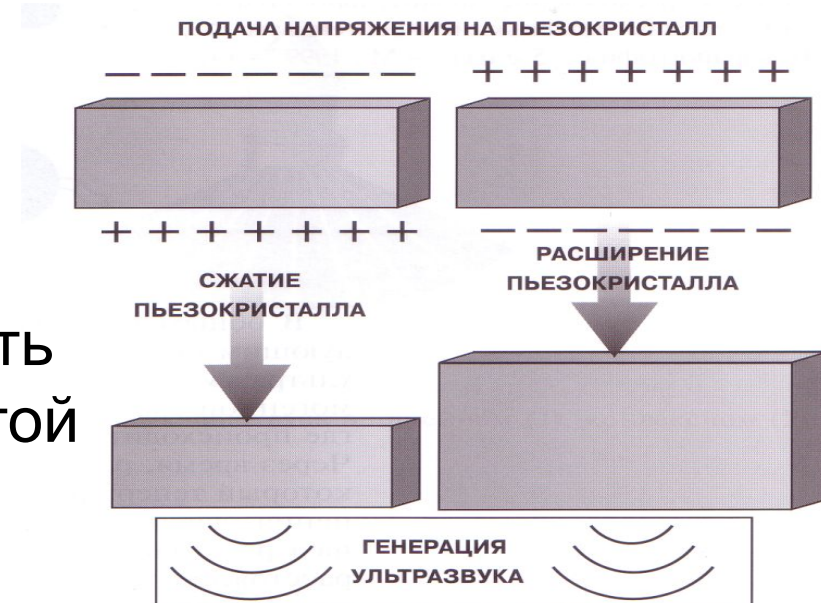 ПОДАЧА НАПРЯЖЕНИЯ НА ПЬЕЗОКРИСТАЛЛ
— — — — — — — —
+ + + + + + +
+ + + + + + +
— — — — — — — —
СЖАТИЕ
ПЬЕЗОКРИСТАЛЛА
РАСШИРЕНИЕ
ПЬЕЗОКРИСТАЛЛА
ть
той
ГЕНЕРАЦИЯ
УЛЬТРАЗВУКА